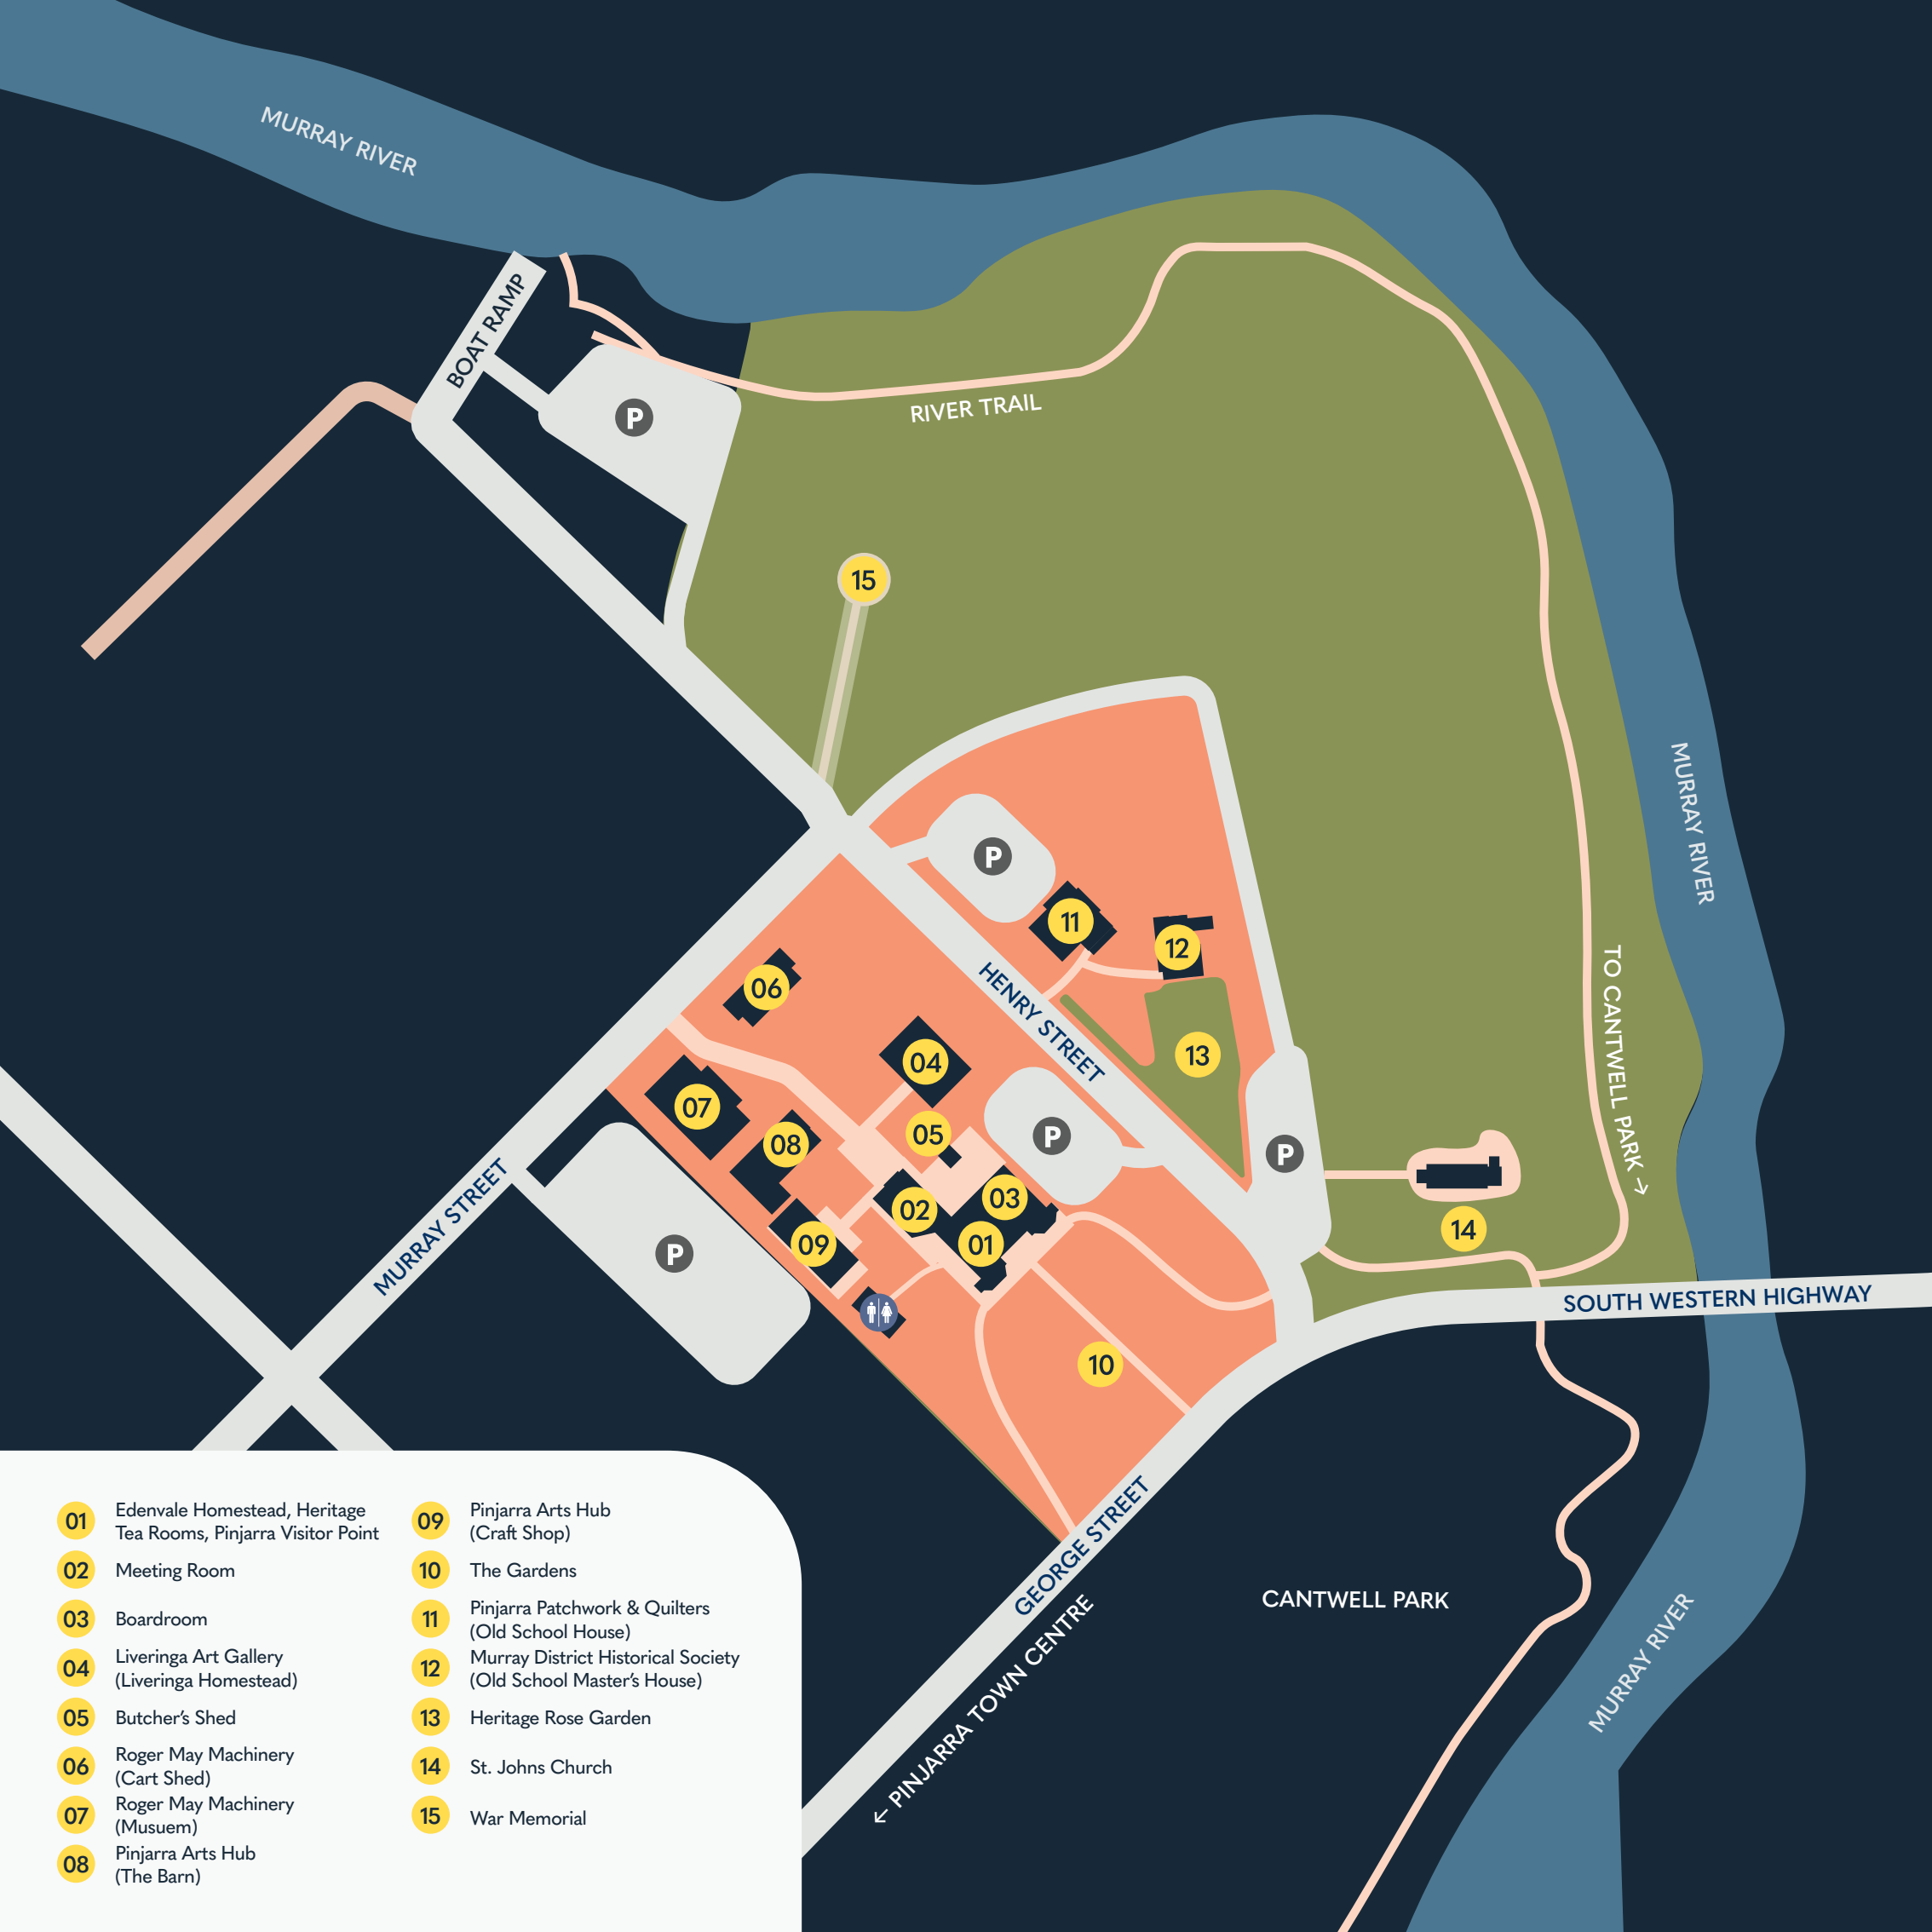 MURRAY RIVER
BOAT RAMP
P
RIVER TRAIL
15
MURRAY RIVER
P
11
12
06
HENRY STREET
TO CANTWELL PARK →
04
13
07
05
08
P
P
03
02
09
01
14
MURRAY STREET
P
SOUTH WESTERN HIGHWAY
10
GEORGE STREET
← PINJARRA TOWN CENTRE
CANTWELL PARK
MURRAY RIVER
01
Edenvale Homestead, Heritage
Tea Rooms, Pinjarra Visitor Point
02
Meeting Room
03
Boardroom
04
Liveringa Art Gallery
(Liveringa Homestead)
05
Butcher's Shed
06
Roger May Machinery
(Cart Shed)
07
Roger May Machinery
(Musuem)
08
Pinjarra Arts Hub
(The Barn)
09
Pinjarra Arts Hub
(Craft Shop)
10
The Gardens
11
Pinjarra Patchwork & Quilters
(Old School House)
12
Murray District Historical Society
(Old School Master's House)
13
Heritage Rose Garden
14
St. Johns Church
15
War Memorial